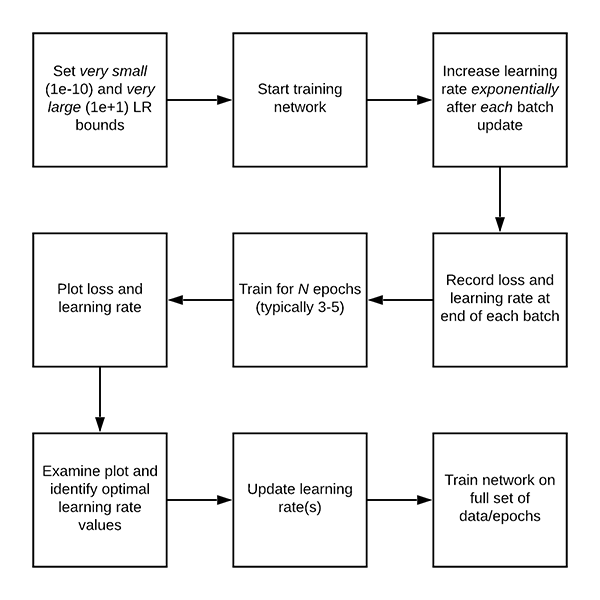 Set very small
(1e-10) and very
large (1e+1) LR
bounds
Start training
network
Increase learning
rate exponentially
after each batch
update
Plot loss and
learning rate
Train for N epochs
(typically 3-5)
Record loss and
learning rate at
end of each batch
Examine plot and
identify optimal
learning rate
values
Update learning
rate(s)
Train network on
full set of
data/epochs